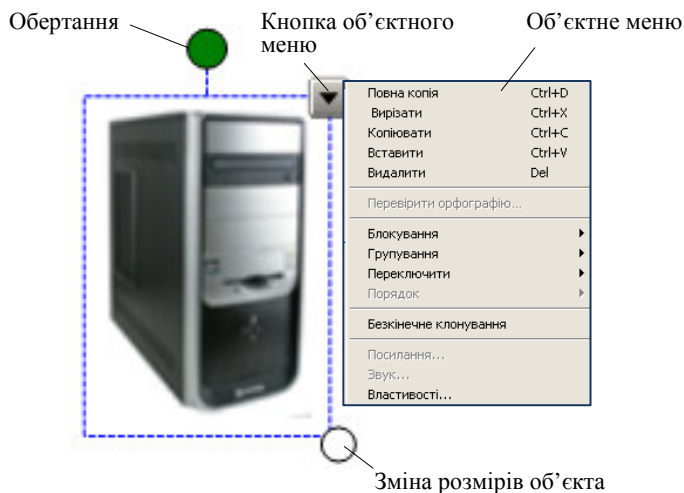 Обертання
Кнопка об’єктного
меню
Об’єктне меню
Повна копія Ctrl+D
Вирізати Ctrl+X
Копіювати Ctrl+C
Вставити Ctrl+V
Видалити Del
Перевірити орфографію...
Блокування
Групування
Переключити
Порядок
Безкінечне клонування
Посилання...
Звук...
Властивості...
Зміна розмірів об’єкта